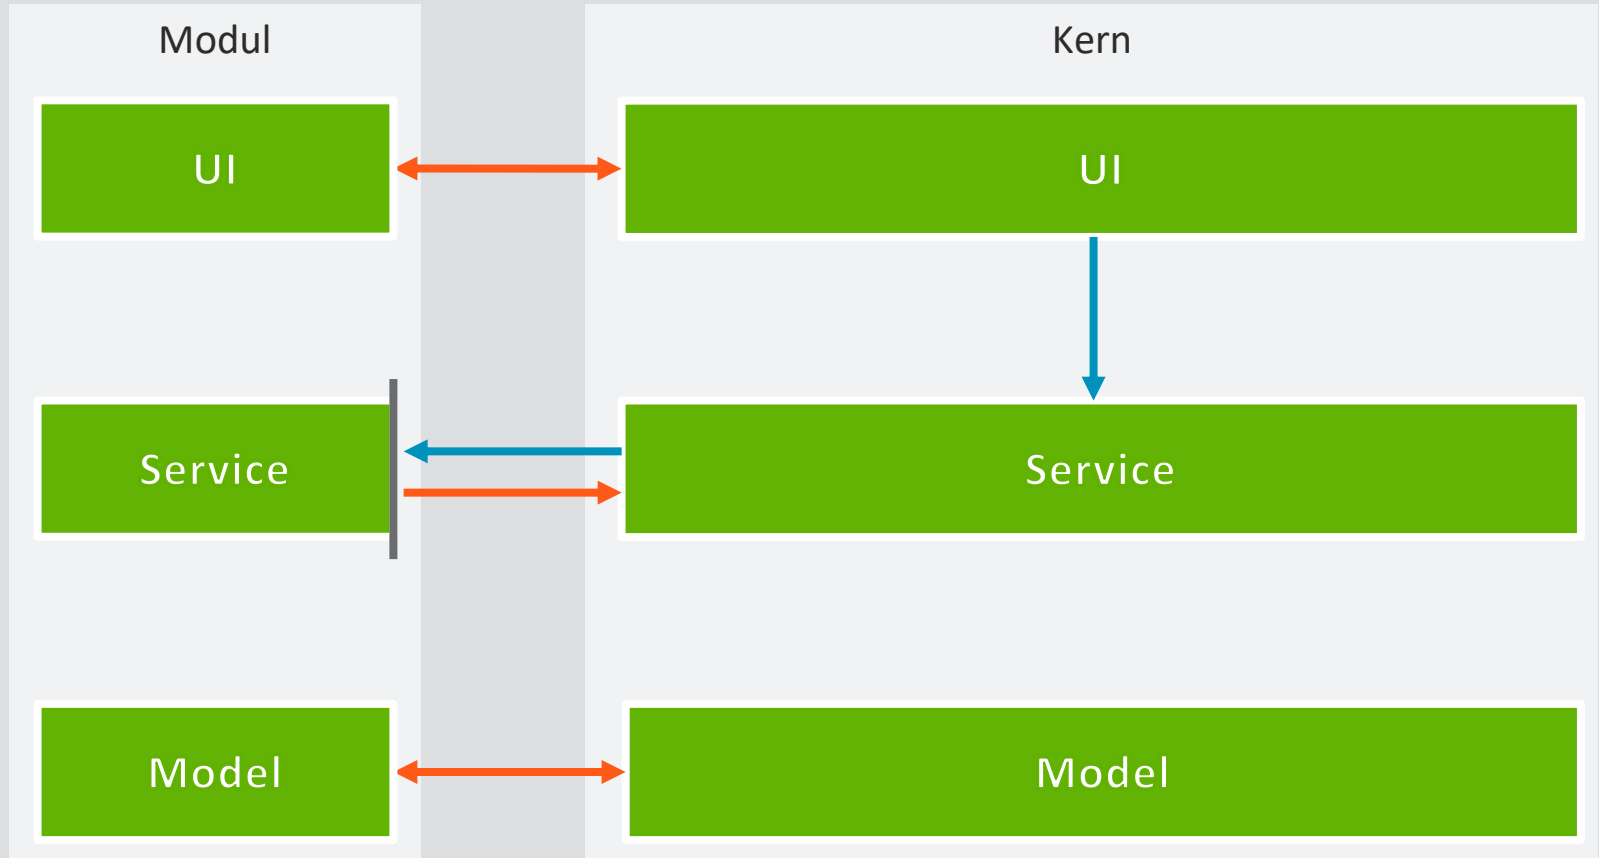 Modul
Kern
UI
UI
Service
Service
Model
Model